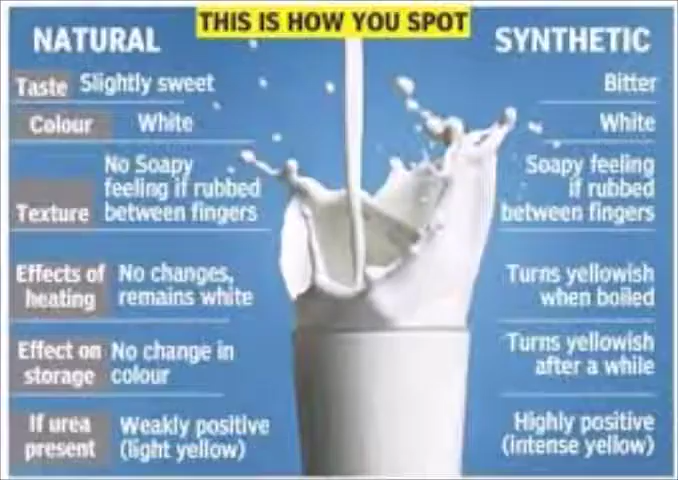 THIS IS HOW YOU SPOT
NATURAL
SYNTHETIC
Taste Slightly sweet
Bitter
Colour White
White
No Soapy
feeling if rubbed
Texture between fingers
Soapy feeling
if rubbed
between fingers
Effects of No changes,
heating remains white
Turns yellowish
when boiled
Effect on No change in
storage colour
Turns yellowish
after a while
If urea Weakly positive
present (light yellow)
Highly positive
(intense yellow)